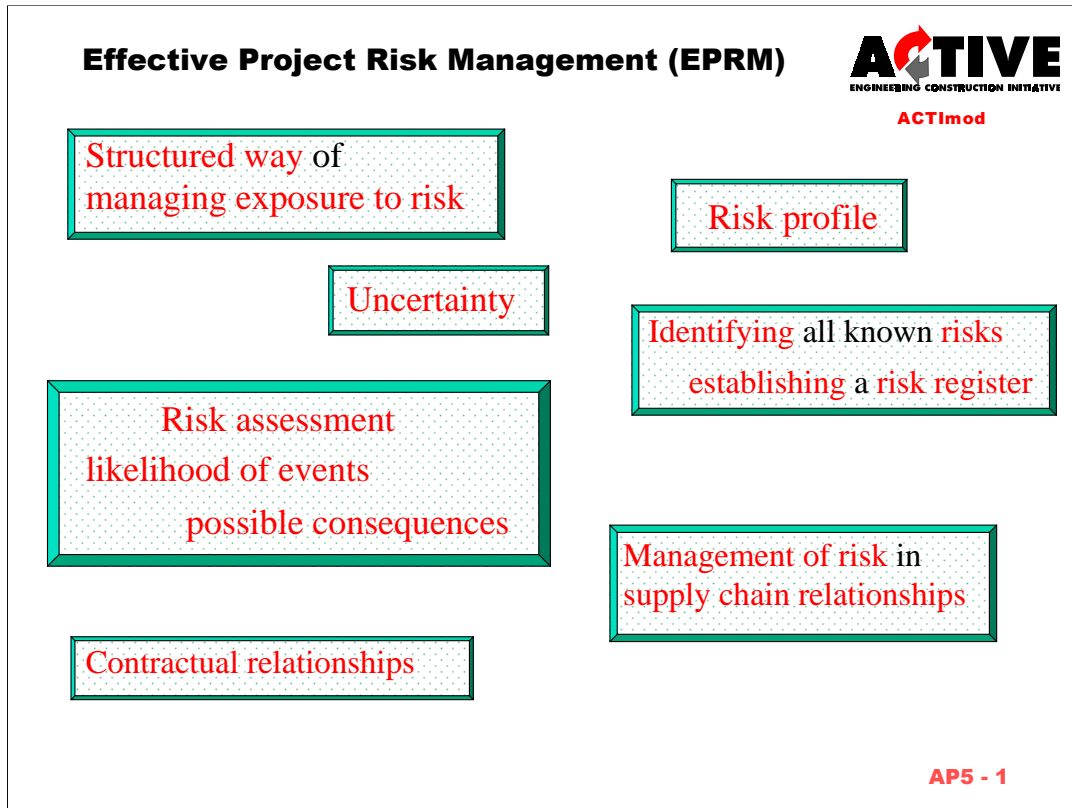 Effective Project Risk Management (EPRM)
ACTIVE
ENGINEERING CONSTRUCTION INITIATIVE
ACTImod
Structured way of
managing exposure to risk
Risk profile
Uncertainty
Identifying all known risks
establishing a risk register
Risk assessment
likelihood of events
possible consequences
Management of risk in
supply chain relationships
Contractual relationships
AP5 - 1